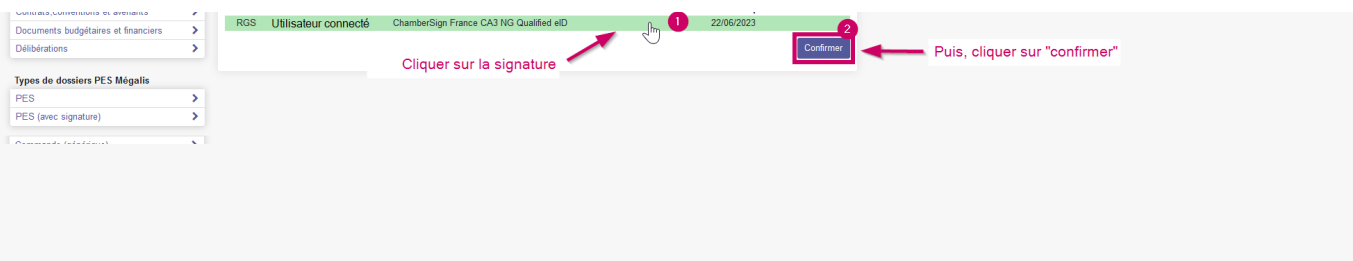 Contrats,conventions et avenants
Documents budgétaires et financiers
Délibérations
Types de dossiers PES Mégalis
PES
PES (avec signature)
Commande (générique)
RGS Utilisateur connecté ChamberSign France CA3 NG Qualified eID 1 22/06/2023
2
Confirmer
Cliquer sur la signature
Puis, cliquer sur "confirmer"